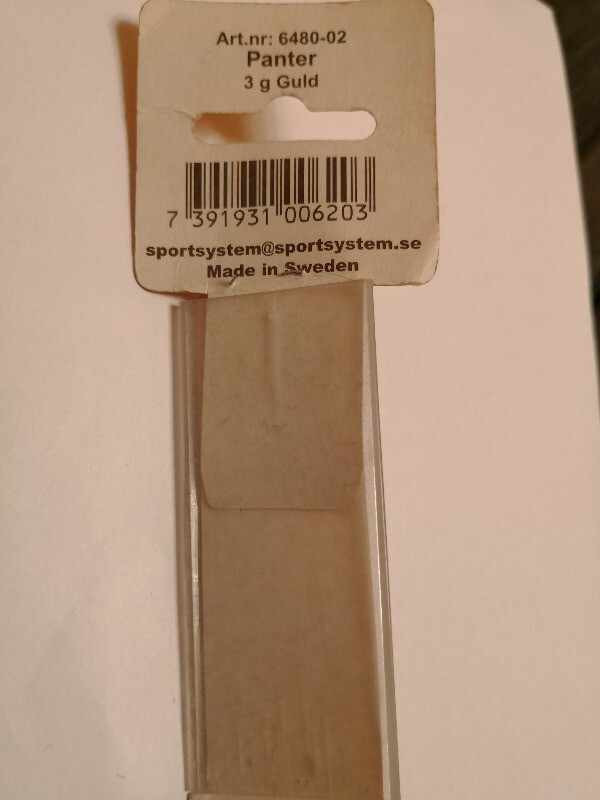 Art.nr: 6480-02
Panter
3 g Guld
7 391931 006203
sportsystem@sportsystem.se
Made in Sweden